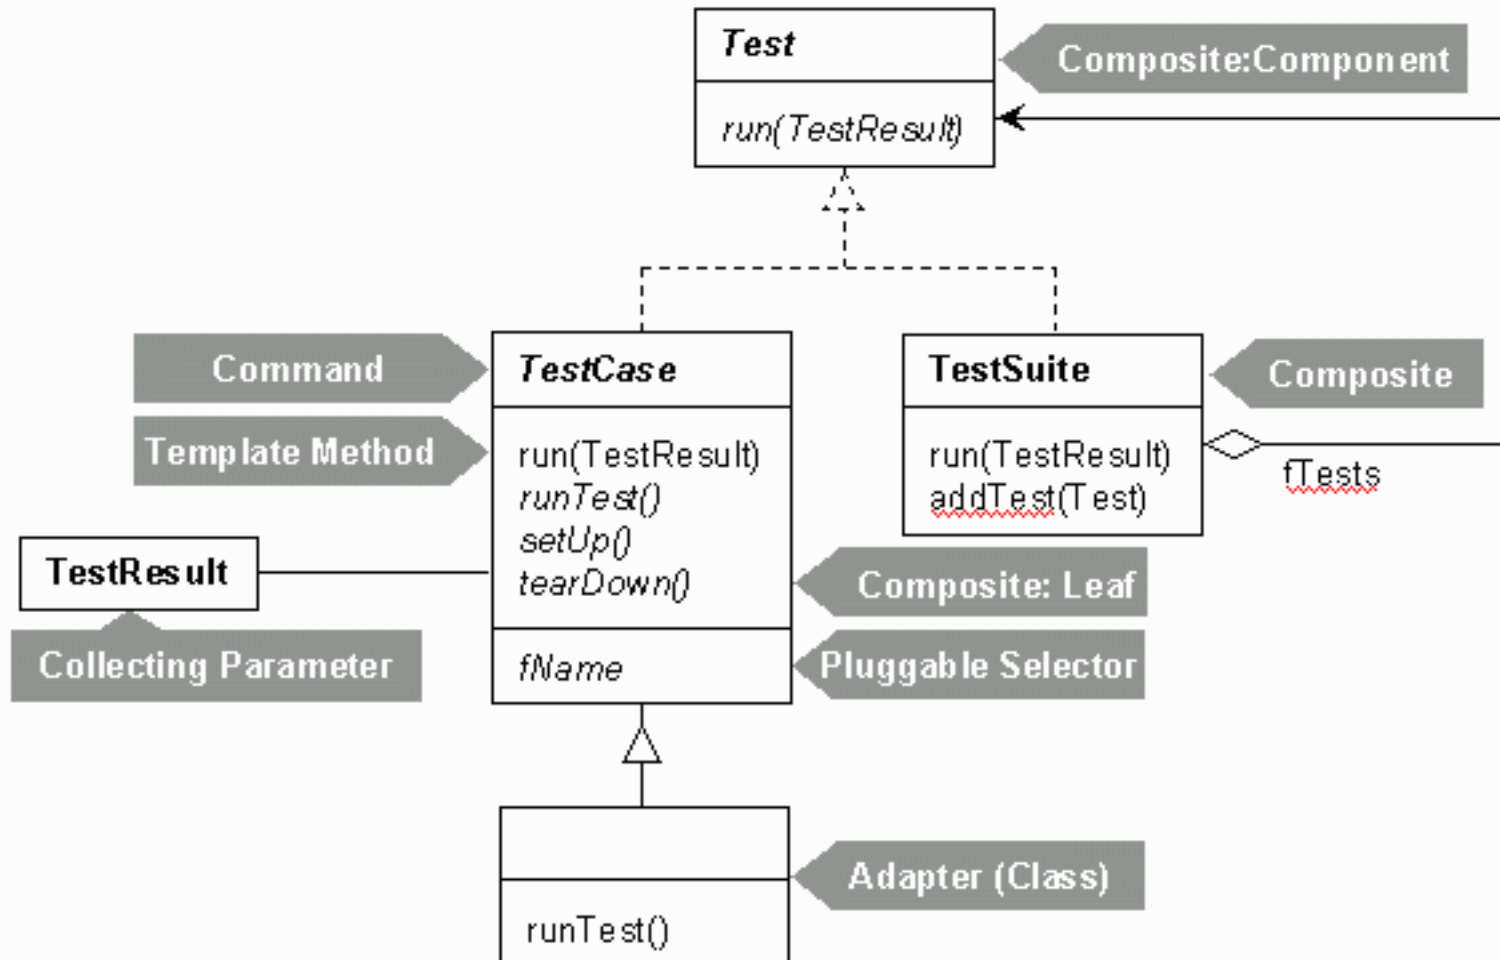 Test
Composite:Component
run(TestResult)
Command
TestCase
TestSuite
Composite
Template Method
run(TestResult)
runTest()
setUp()
tearDown()
run(TestResult)
addTest(Test)
fTests
TestResult
Composite: Leaf
Collecting Parameter
fName
Pluggable Selector
Adapter (Class)
runTest()